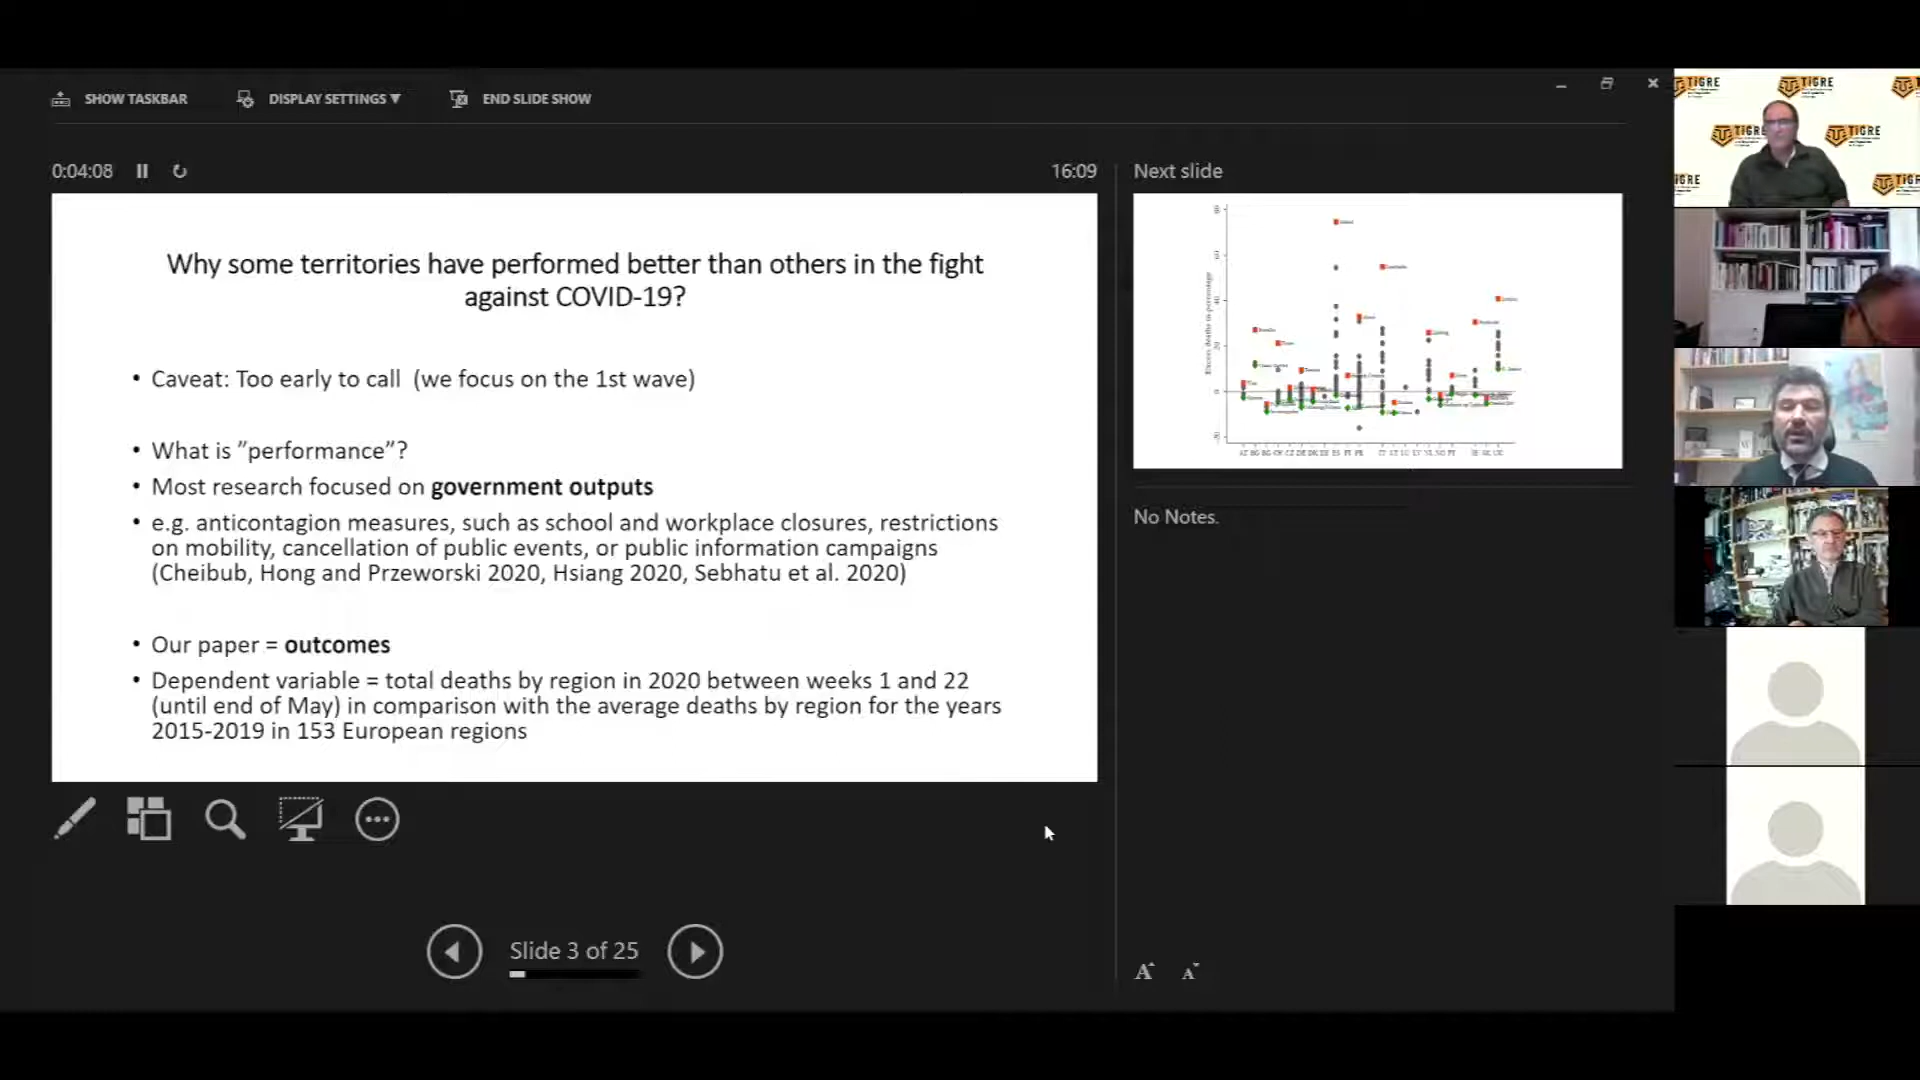 SHOW TASKBAR
DISPLAY SETTINGS ▼
END SLIDE SHOW
0:04:08
16:09
Why some territories have performed better than others in the fight
against COVID-19?
• Caveat: Too early to call  (we focus on the 1st wave)
• What is ”performance”?
• Most research focused on government outputs
• e.g. anticontagion measures, such as school and workplace closures, restrictions
on mobility, cancellation of public events, or public information campaigns
(Cheibub, Hong and Przeworski 2020, Hsiang 2020, Sebhatu et al. 2020)
• Our paper = outcomes
• Dependent variable = total deaths by region in 2020 between weeks 1 and 22
(until end of May) in comparison with the average deaths by region for the years
2015-2019 in 153 European regions
Slide 3 of 25
Next slide
Excess deaths in percentage
No Notes.
A A
TIGRE
TIGRE
TIGRE
TIGRE